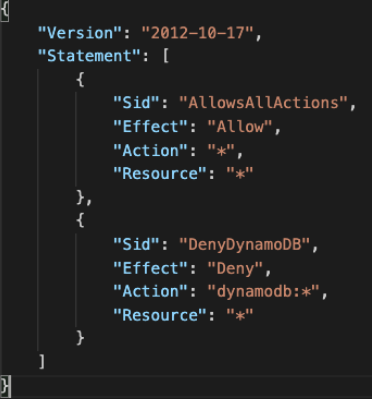 {
    "Version": "2012-10-17",
    "Statement": [
        {
            "Sid": "AllowsAllActions",
            "Effect": "Allow",
            "Action": "*",
            "Resource": "*"
        },
        {
            "Sid": "DenyDynamoDB",
            "Effect": "Deny",
            "Action": "dynamodb:*",
            "Resource": "*"
        }
    ]
}